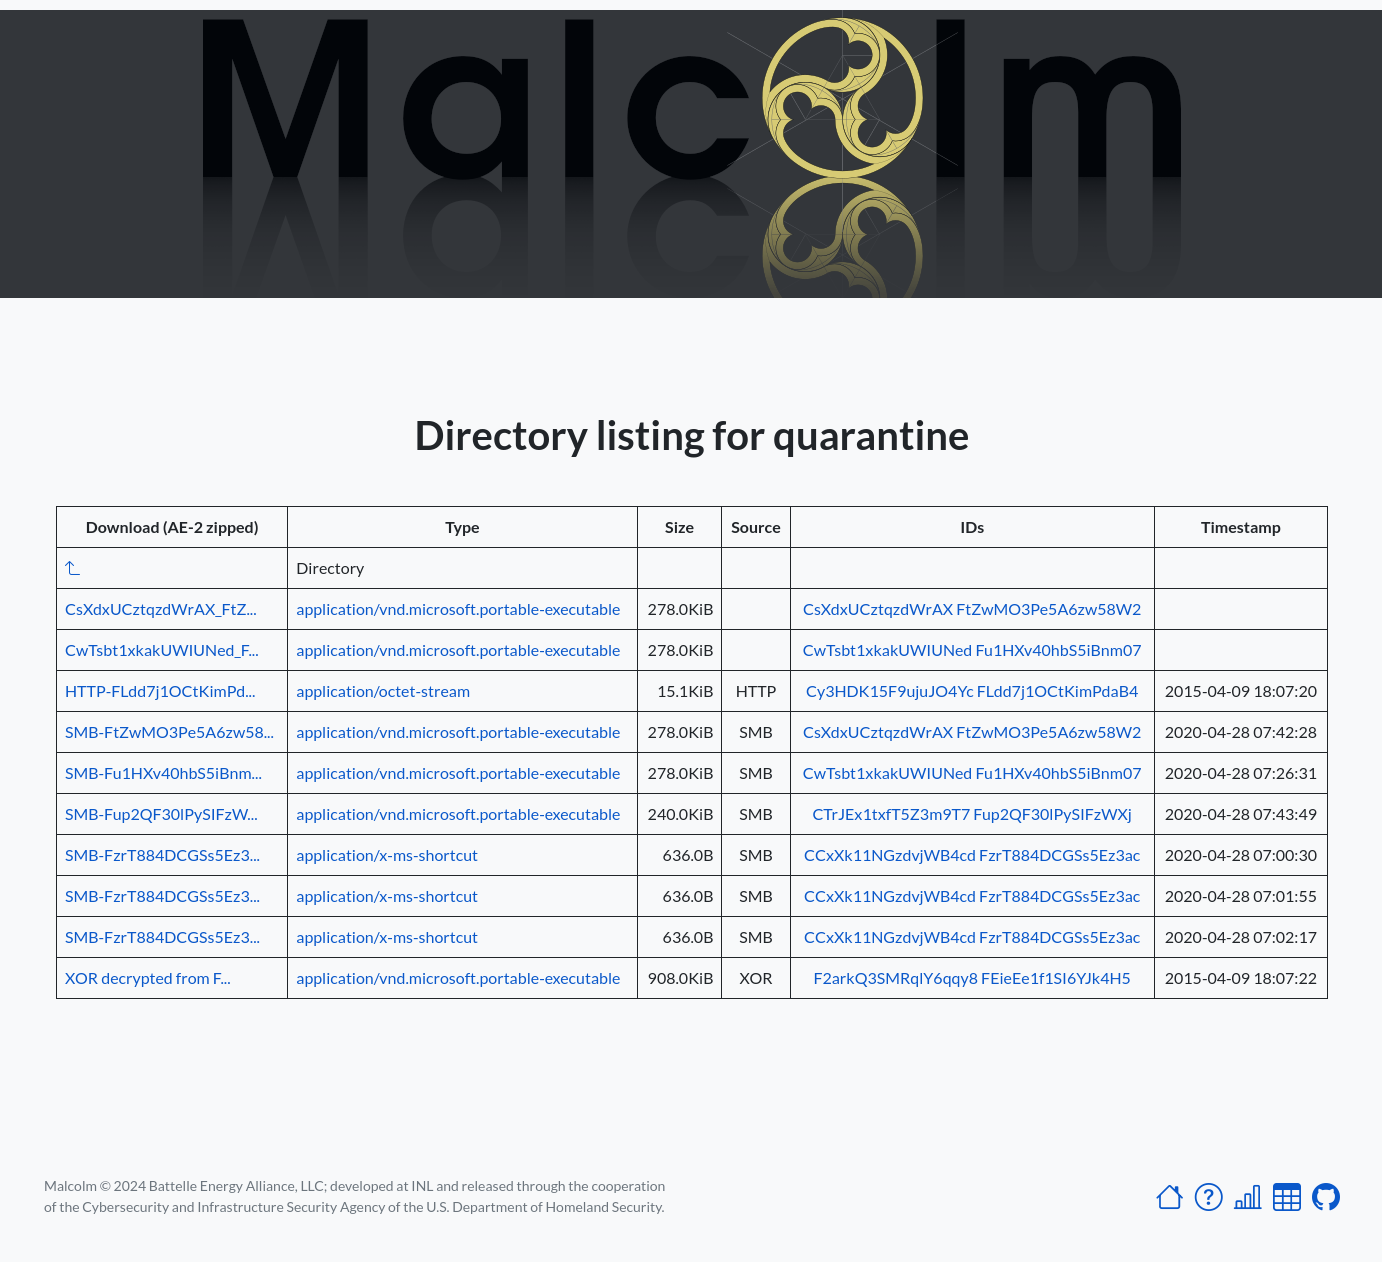 Malcolm
Directory listing for quarantine
Download (AE-2 zipped) Type Size Source IDs Timestamp
Directory
CsXdxUCztqzdWrAX_FtZ... application/vnd.microsoft.portable-executable 278.0KiB CsXdxUCztqzdWrAX FtZwMO3Pe5A6zw58W2
CwTsbt1xkakUWIUNed_F... application/vnd.microsoft.portable-executable 278.0KiB CwTsbt1xkakUWIUNed Fu1HXv40hbS5iBnm07
HTTP-FLdd7j1OCtKimPd... application/octet-stream 15.1KiB HTTP Cy3HDK15F9ujuJO4Yc FLdd7j1OCtKimPdaB4 2015-04-09 18:07:20
SMB-FtZwMO3Pe5A6zw58... application/vnd.microsoft.portable-executable 278.0KiB SMB CsXdxUCztqzdWrAX FtZwMO3Pe5A6zw58W2 2020-04-28 07:42:28
SMB-Fu1HXv40hbS5iBnm... application/vnd.microsoft.portable-executable 278.0KiB SMB CwTsbt1xkakUWIUNed Fu1HXv40hbS5iBnm07 2020-04-28 07:26:31
SMB-Fup2QF30IPySIFzW... application/vnd.microsoft.portable-executable 240.0KiB SMB CTrJEx1txfT5Z3m9T7 Fup2QF30IPySIFzWXj 2020-04-28 07:43:49
SMB-FzrT884DCGSs5Ez3... application/x-ms-shortcut 636.0B SMB CCxXk11NGzdvjWB4cd FzrT884DCGSs5Ez3ac 2020-04-28 07:00:30
SMB-FzrT884DCGSs5Ez3... application/x-ms-shortcut 636.0B SMB CCxXk11NGzdvjWB4cd FzrT884DCGSs5Ez3ac 2020-04-28 07:01:55
SMB-FzrT884DCGSs5Ez3... application/x-ms-shortcut 636.0B SMB CCxXk11NGzdvjWB4cd FzrT884DCGSs5Ez3ac 2020-04-28 07:02:17
XOR decrypted from F... application/vnd.microsoft.portable-executable 908.0KiB XOR F2arkQ3SMRqlY6qqy8 FEieEe1f1SI6YJk4H5 2015-04-09 18:07:22
Malcolm © 2024 Battelle Energy Alliance, LLC; developed at INL and released through the cooperation
of the Cybersecurity and Infrastructure Security Agency of the U.S. Department of Homeland Security.